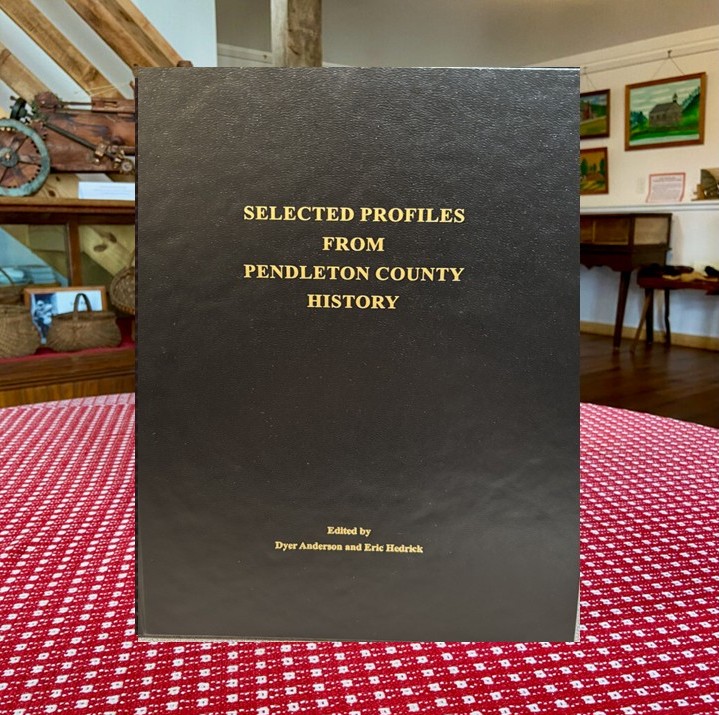 SELECTED PROFILES
FROM
PENDLETON COUNTY
HISTORY
Edited by
Dyer Anderson and Eric Hedrick